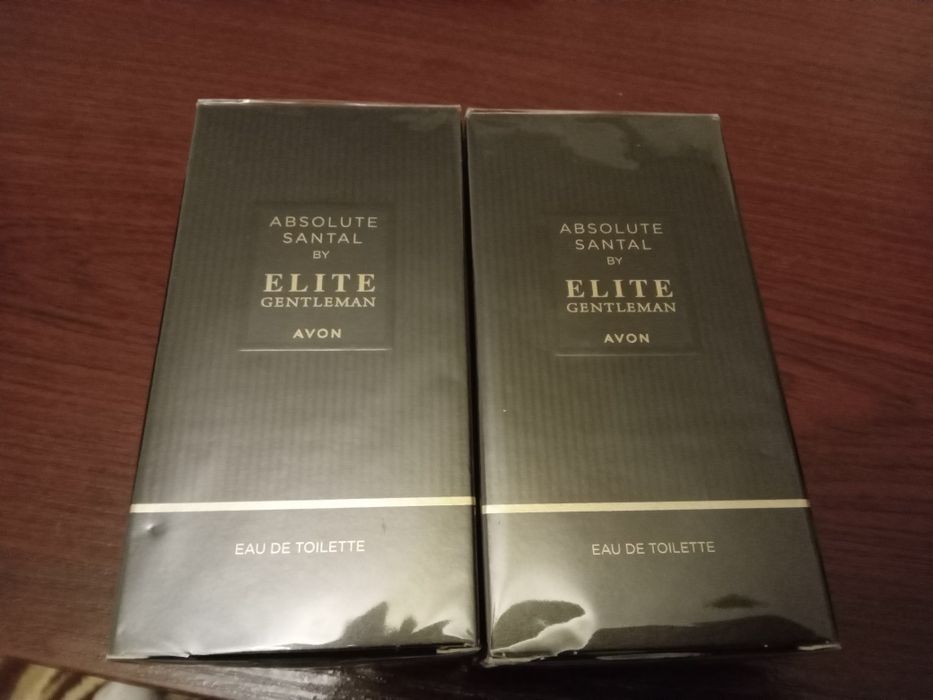 ABSOLUTE
SANTAL
BY
ELITE
GENTLEMAN
AVON
EAU DE TOILETTE
ABSOLUTE
SANTAL
BY
ELITE
GENTLEMAN
AVON
EAU DE TOILETTE